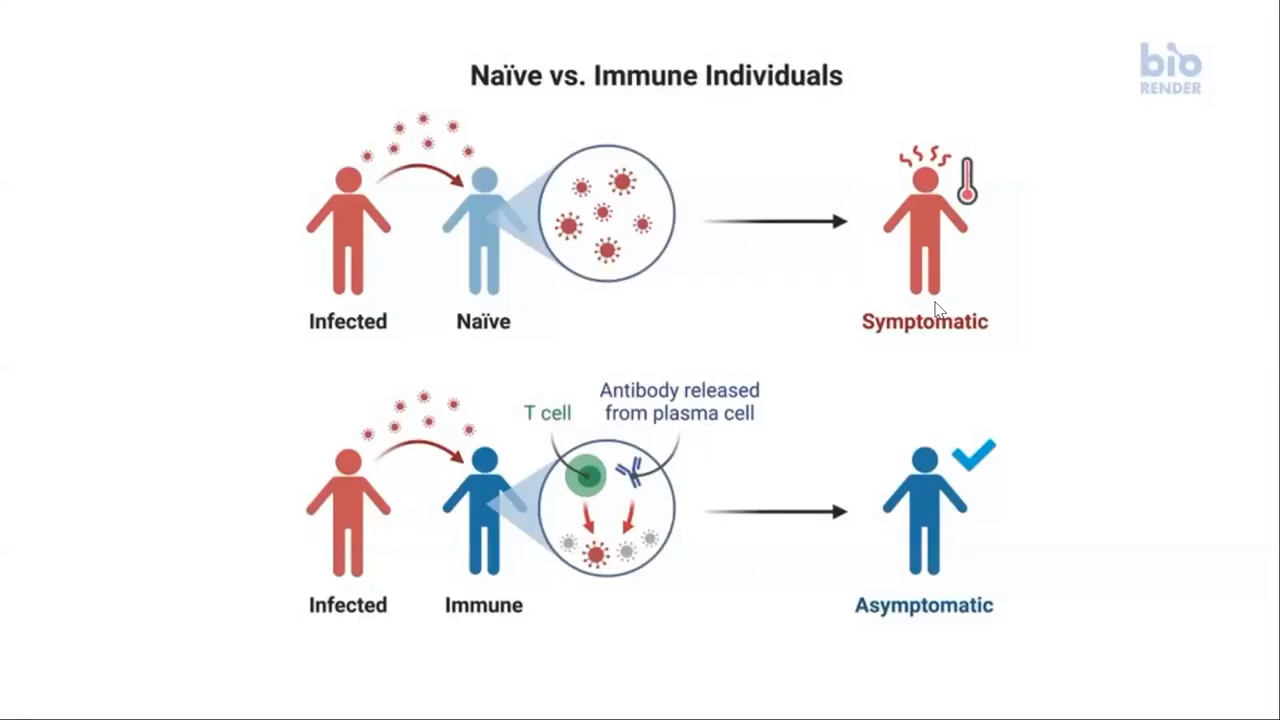 Naïve vs. Immune Individuals
bio
RENDER
Infected
Naïve
Symptomatic
T cell
Antibody released
from plasma cell
Infected
Immune
Asymptomatic